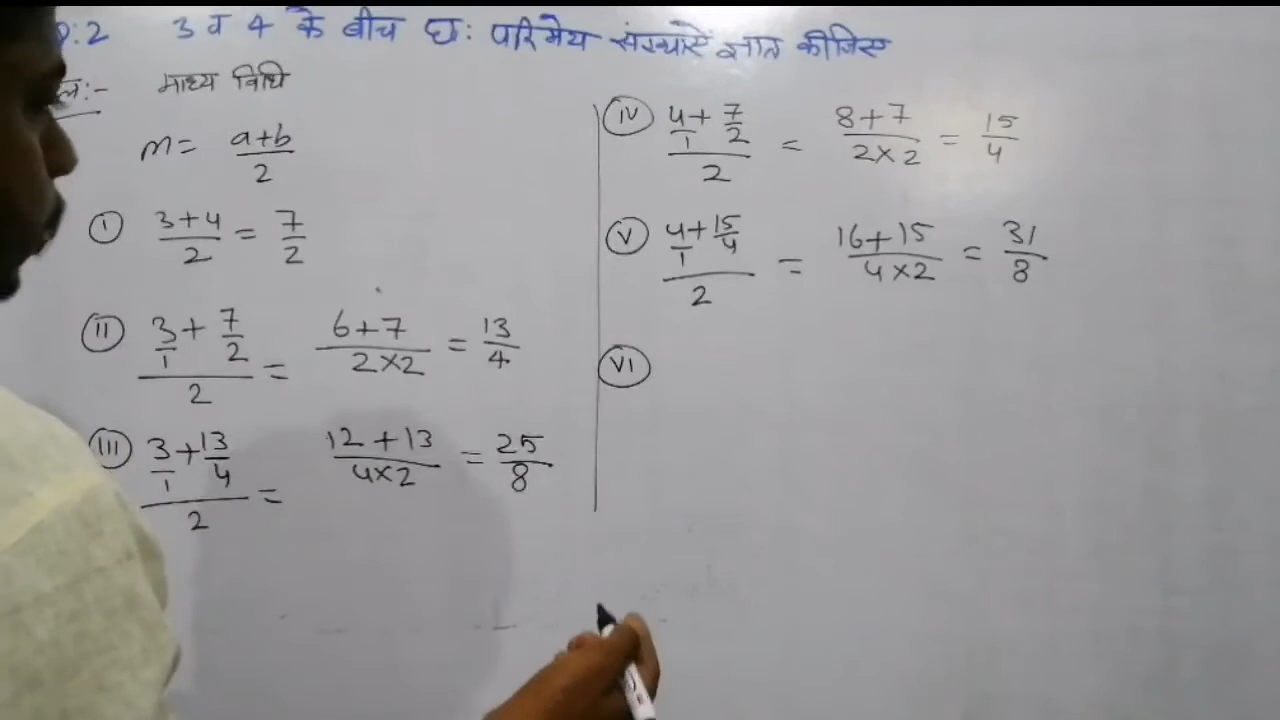 Q:2 3 व 4 के बीच छः परिमेय संख्याऐं ज्ञात कीजिए
हल:- माध्य विधि
m= (a+b)/2
(I) (3+4)/2 = 7/2
(II) (3/1 + 7/2)/2 = (6+7)/(2×2) = 13/4
(III) (3/1 + 13/4)/2 = (12+13)/(4×2) = 25/8
(IV) (4/1 + 7/2)/2 = (8+7)/(2×2) = 15/4
(V) (4/1 + 15/4)/2 = (16+15)/(4×2) = 31/8
(VI)